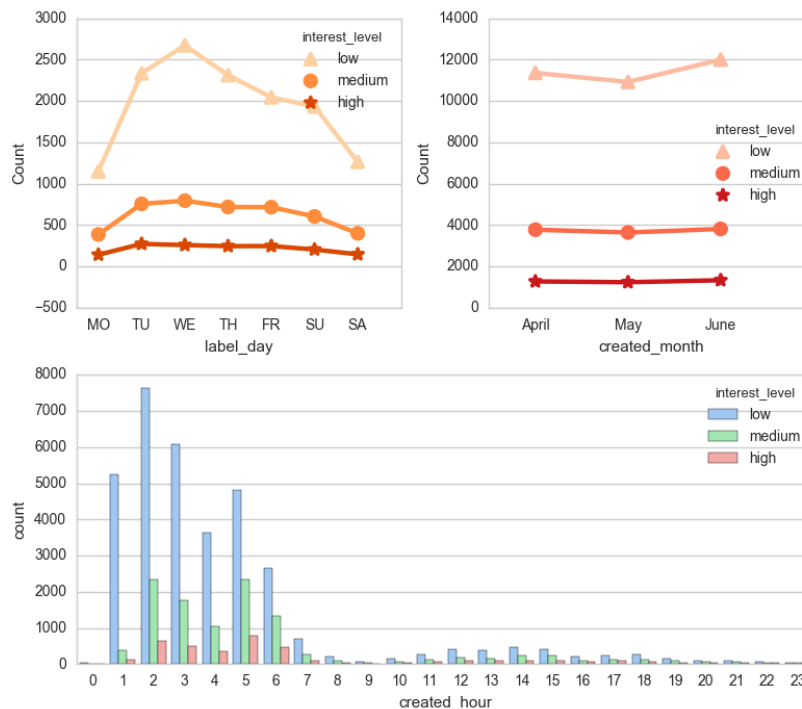 3000
2500
2000
1500
1000
500
0
−500
Count
MO TU WE TH FR SU SA
label_day
interest_level
low
medium
high
14000
12000
10000
8000
6000
4000
2000
0
Count
April May June
created_month
interest_level
low
medium
high
8000
7000
6000
5000
4000
3000
2000
1000
0
count
0 1 2 3 4 5 6 7 8 9 10 11 12 13 14 15 16 17 18 19 20 21 22 23
created_hour
interest_level
low
medium
high